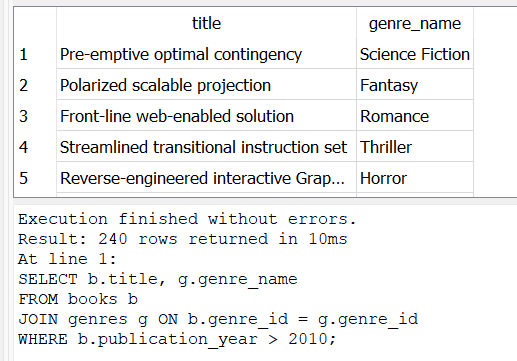 title genre_name
1 Pre-emptive optimal contingency Science Fiction
2 Polarized scalable projection Fantasy
3 Front-line web-enabled solution Romance
4 Streamlined transitional instruction set Thriller
5 Reverse-engineered interactive Grap... Horror
Execution finished without errors.
Result: 240 rows returned in 10ms
At line 1:
SELECT b.title, g.genre_name
FROM books b
JOIN genres g ON b.genre_id = g.genre_id
WHERE b.publication_year > 2010;